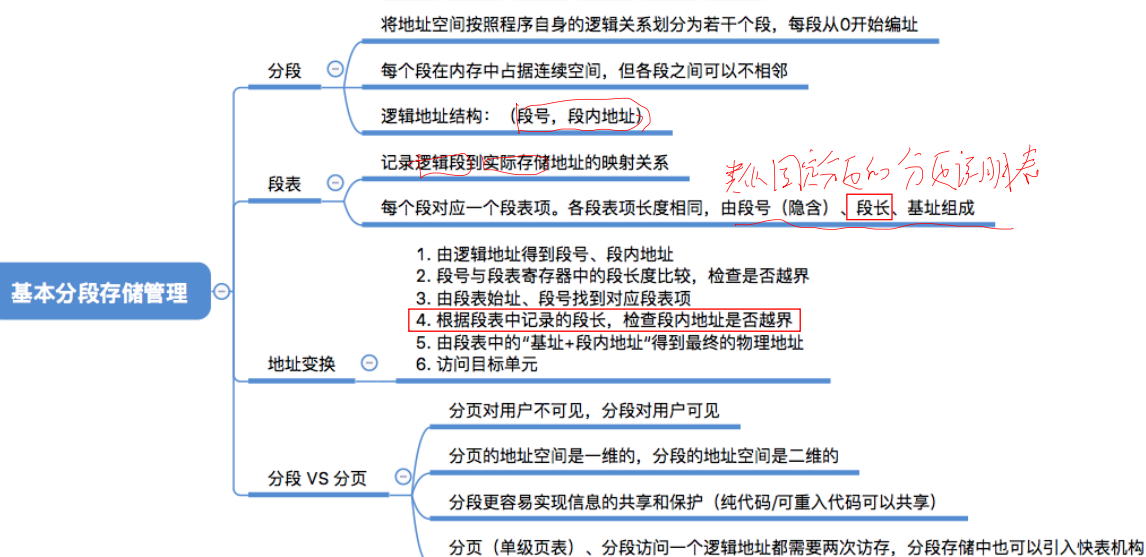 将地址空间按照程序自身的逻辑关系划分为若干个段，每段从0开始编址
分段
每个段在内存中占据连续空间，但各段之间可以不相邻
逻辑地址结构：（段号，段内地址）
记录逻辑段到实际存储地址的映射关系
段表
每个段对应一个段表项。各段表项长度相同，由段号（隐含）、段长、基址组成
1. 由逻辑地址得到段号、段内地址
2. 段号与段表寄存器中的段长度比较，检查是否越界
3. 由段表始址、段号找到对应段表项
基本分段存储管理
4. 根据段表中记录的段长，检查段内地址是否越界
5. 由段表中的“基址+段内地址”得到最终的物理地址
地址变换
6. 访问目标单元
分页对用户不可见，分段对用户可见
分页的地址空间是一维的，分段的地址空间是二维的
分段 VS 分页
分段更容易实现信息的共享和保护（纯代码/可重入代码可以共享）
分页（单级页表）、分段访问一个逻辑地址都需要两次访存，分段存储中也可以引入快表机构